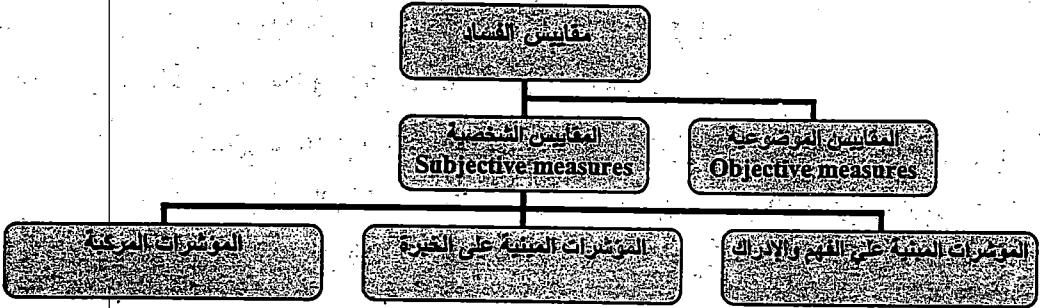 مقاييس الفساد
المقاييس الموضوعية
Objective measures
المقاييس الشخصية
Subjective measures
المؤشرات المبنية على الفهم والإدراك
المؤشرات المبنية على الخبرة
المؤشرات المركبة